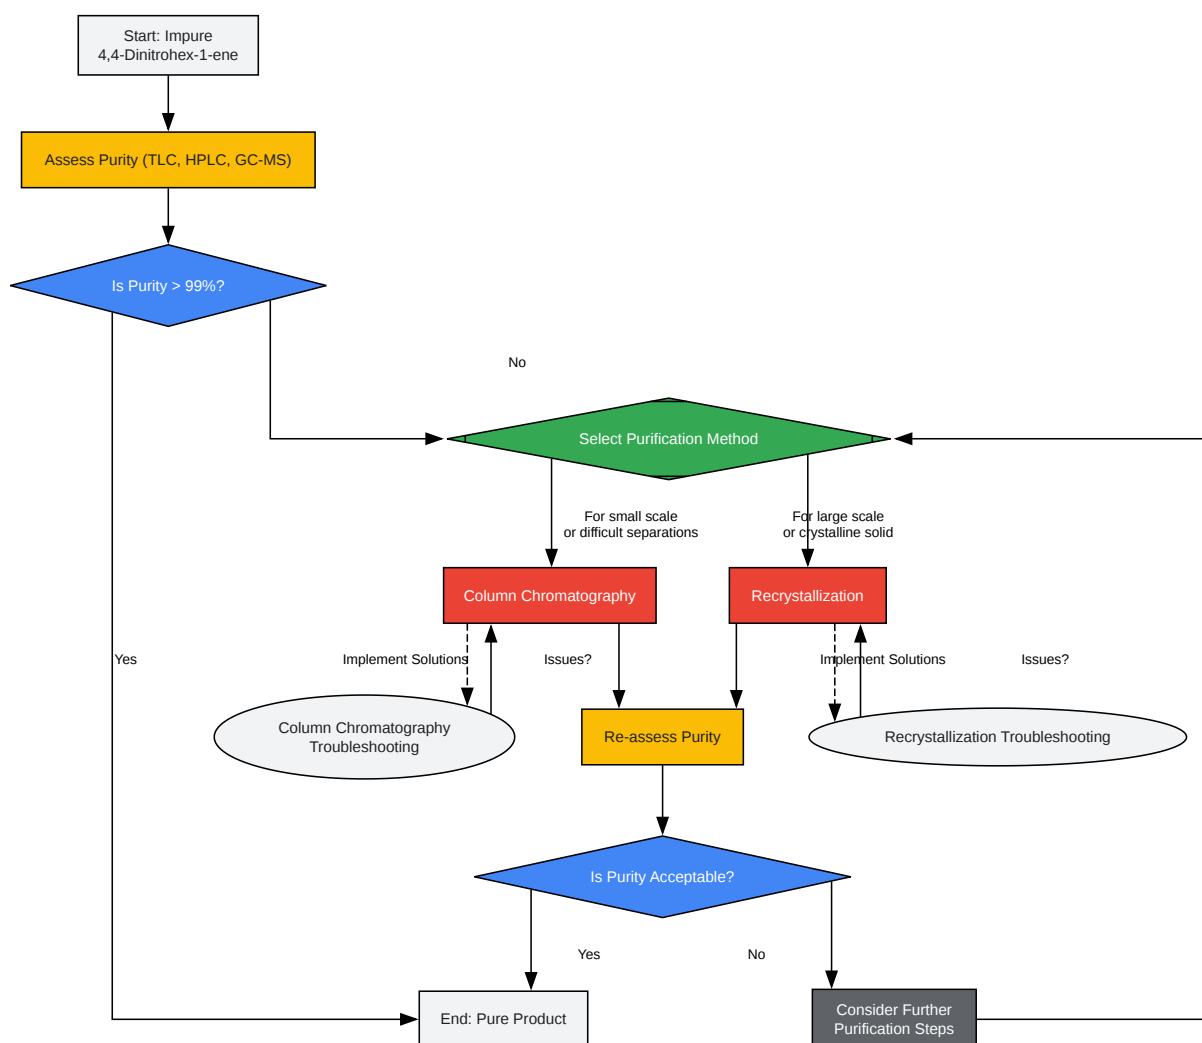 Start: Impure
4,4-Dinitrohex-1-ene
Assess Purity (TLC, HPLC, GC-MS)
Is Purity > 99%?
No
Select Purification Method
For small scale
or difficult separations
For large scale
or crystalline solid
Column Chromatography
Recrystallization
Yes
Implement Solutions
Issues?
Implement Solutions
Issues?
Column Chromatography
Troubleshooting
Re-assess Purity
Recrystallization Troubleshooting
Is Purity Acceptable?
Yes
No
End: Pure Product
Consider Further
Purification Steps